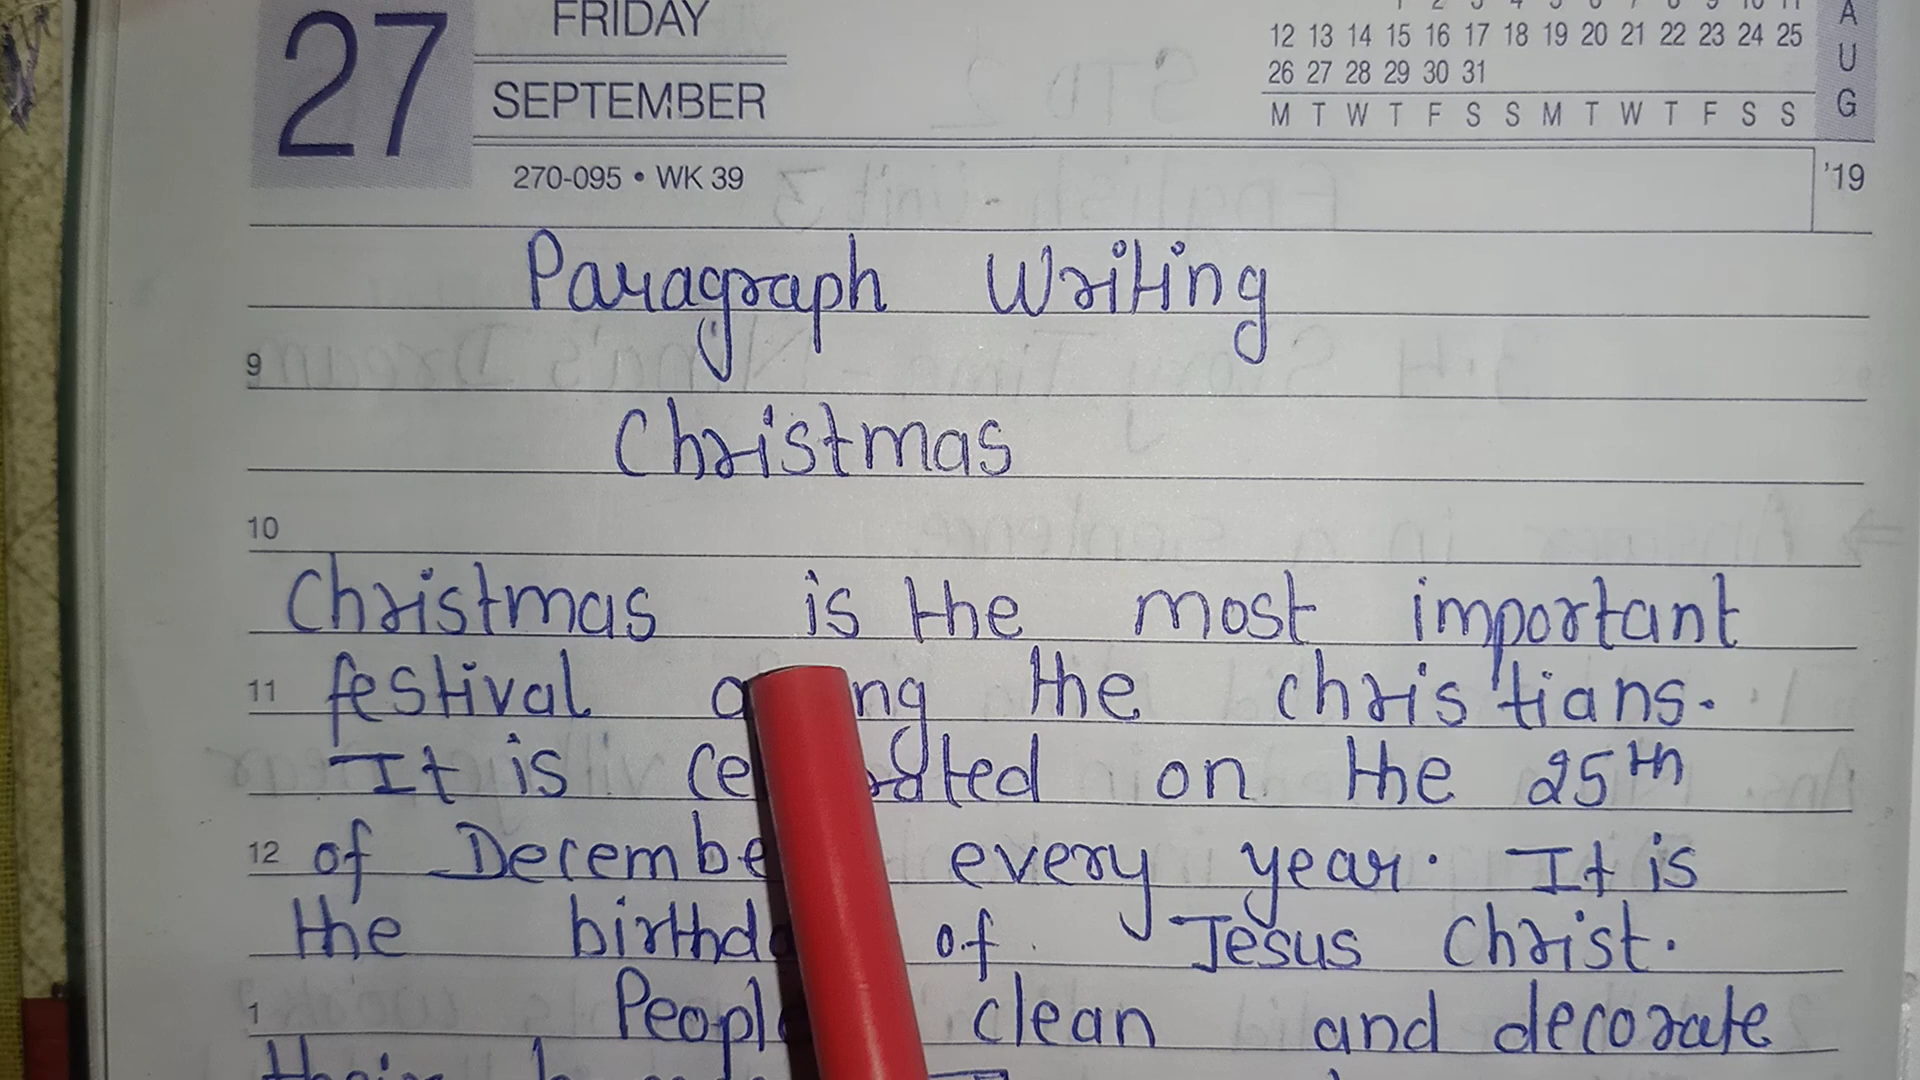 27 FRIDAY
SEPTEMBER
270-095 • WK 39
12 13 14 15 16 17 18 19 20 21 22 23 24 25
26 27 28 29 30 31
M T W T F S S M T W T F S S
AUG
'19
Paragraph Writing
9
Christmas
10
Christmas is the most important
11 festival the christians.
It is on the 25th
12 of every year. It is
the of Jesus Christ.
1 clean and decorate